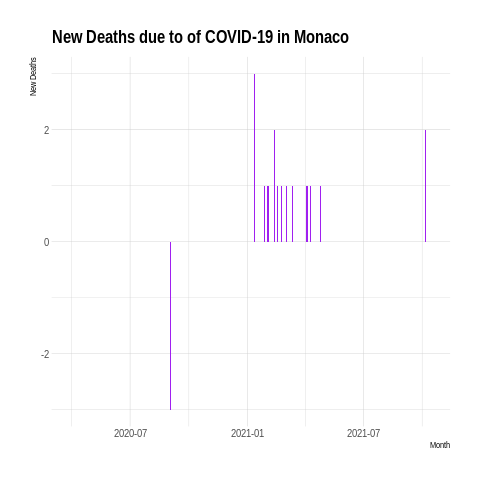 New Deaths due to of COVID-19 in Monaco
New Deaths
2
0
-2
2020-07
2021-01
2021-07
Month